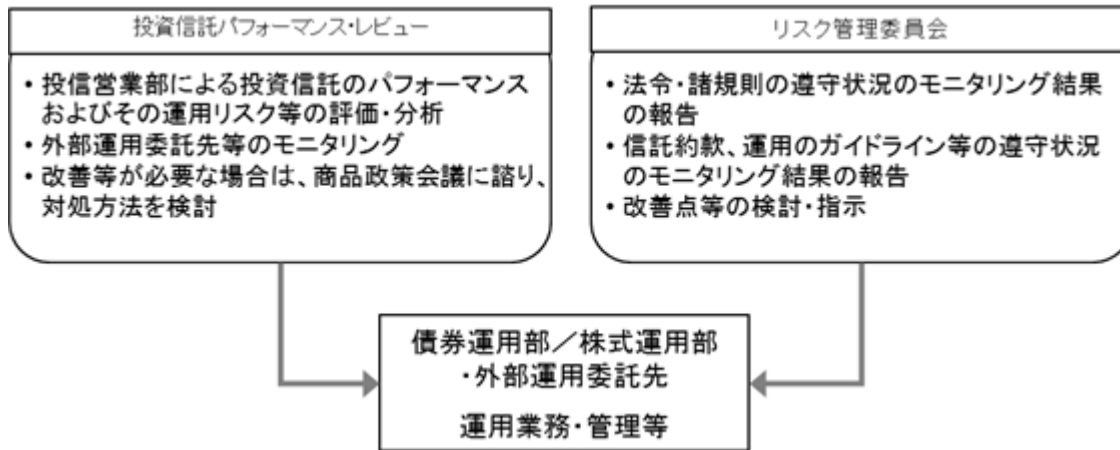 投資信託パフォーマンス・レビュー
・投信営業部による投資信託のパフォーマンス
およびその運用リスク等の評価・分析
・外部運用委託先等のモニタリング
・改善等が必要な場合は、商品政策会議に諮り、
対処方法を検討
リスク管理委員会
・法令・諸規則の遵守状況のモニタリング結果
の報告
・信託約款、運用のガイドライン等の遵守状況
のモニタリング結果の報告
・改善点等の検討・指示
債券運用部／株式運用部
・外部運用委託先
運用業務・管理等